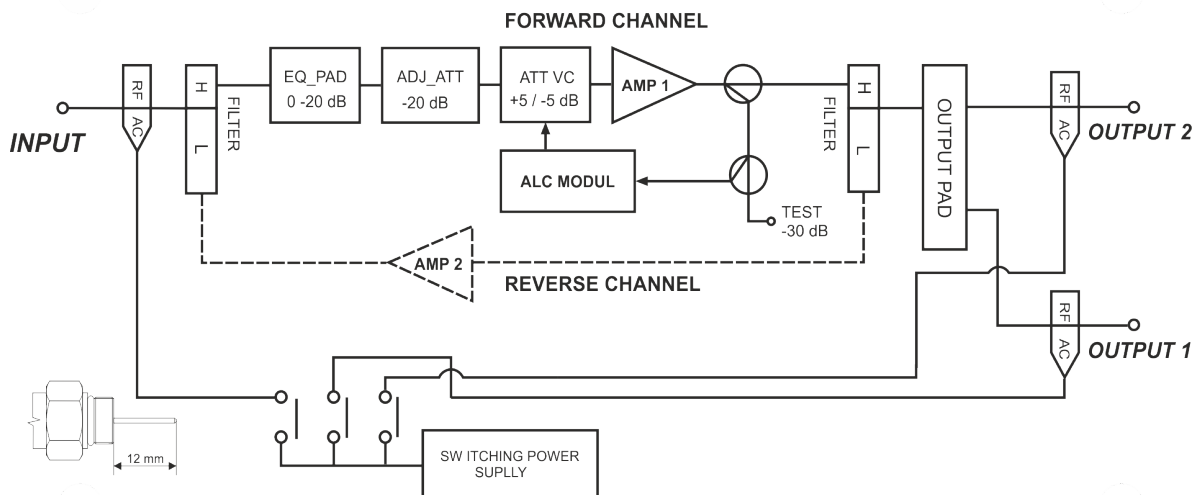 FORWARD CHANNEL
RF
AC
H
L
FILTER
EQ_PAD
0 -20 dB
ADJ_ATT
-20 dB
ATT VC
+5 / -5 dB
AMP 1
H
L
FILTER
OUTPUT PAD
RF
AC
INPUT
OUTPUT 2
ALC MODUL
TEST
-30 dB
AMP 2
REVERSE CHANNEL
RF
AC
OUTPUT 1
12 mm
SW ITCHING POWER
SUPLLY